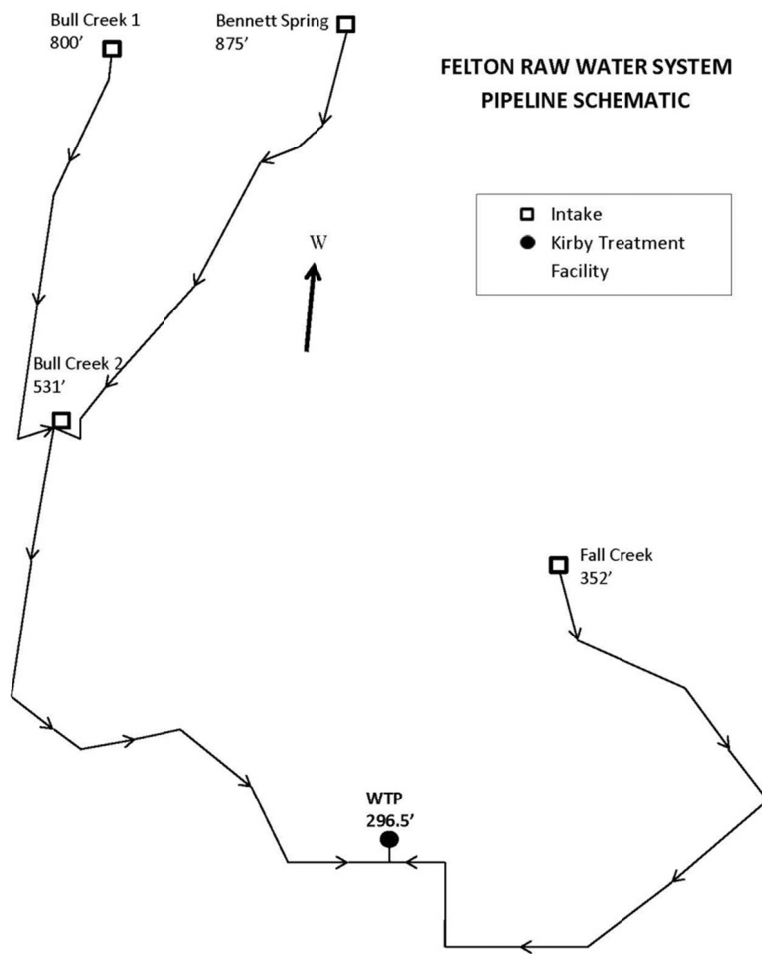 Bull Creek 1
800’
Bennett Spring
875’
FELTON RAW WATER SYSTEM
PIPELINE SCHEMATIC
Intake
Kirby Treatment
Facility
W
Bull Creek 2
531’
Fall Creek
352’
WTP
296.5’